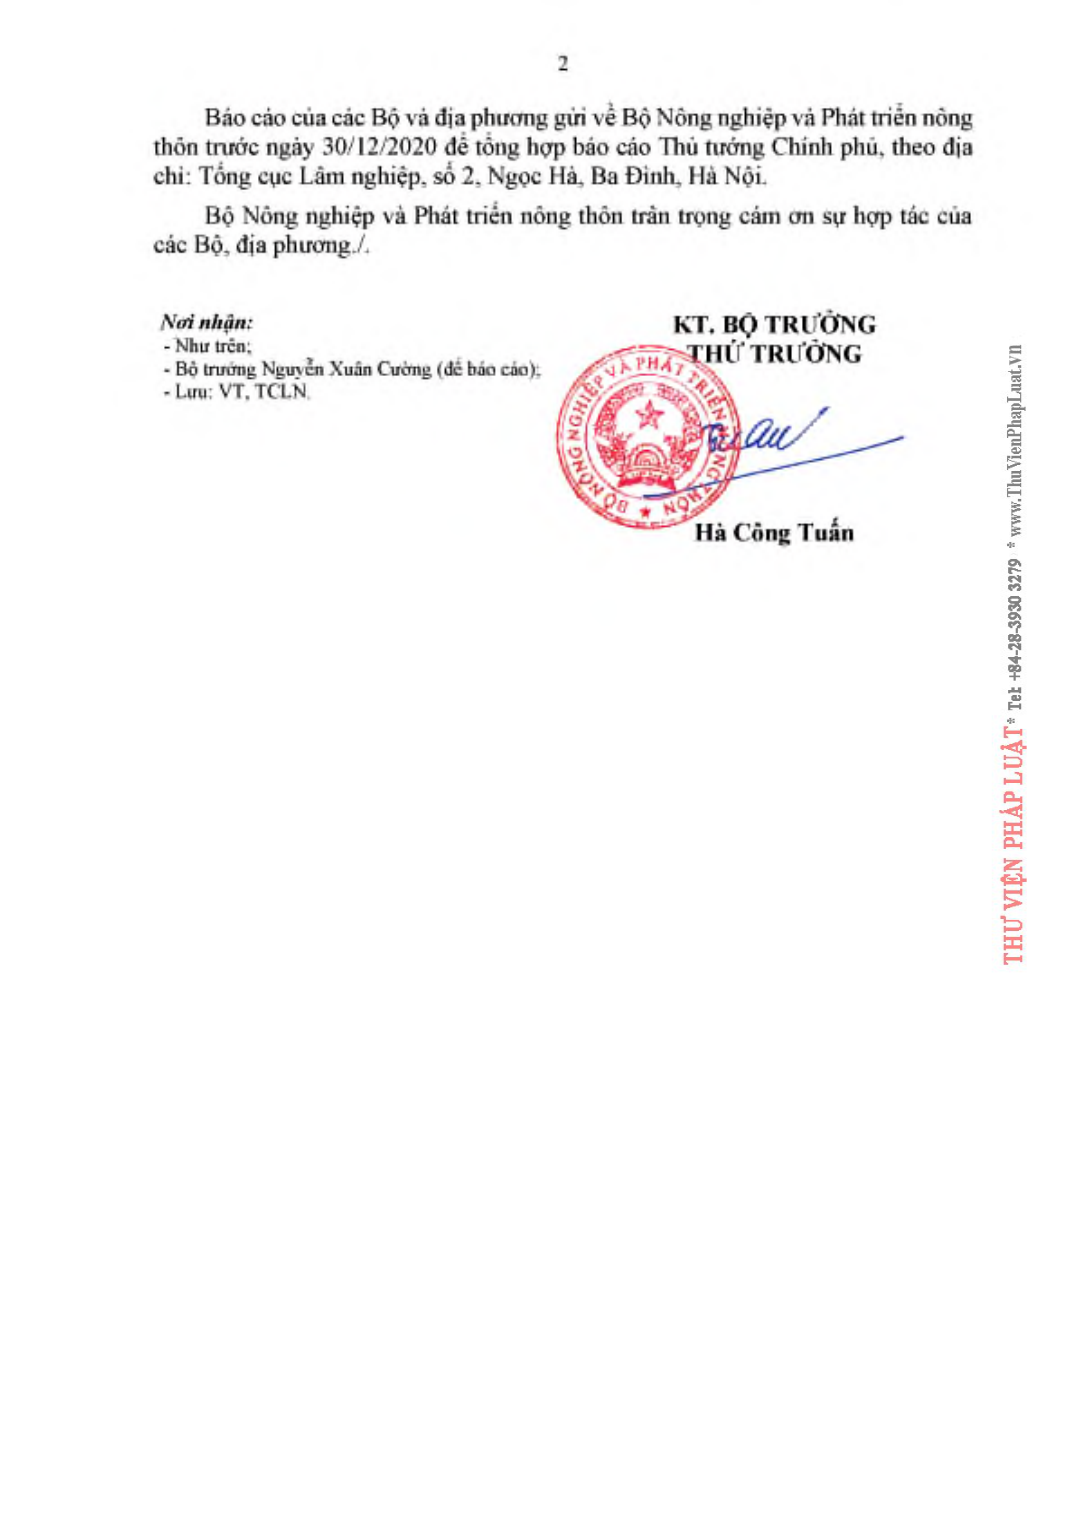 2
Báo cáo của các Bộ và địa phương gửi về Bộ Nông nghiệp và Phát triển nông
thôn trước ngày 30/12/2020 để tổng hợp báo cáo Thủ tướng Chính phủ, theo địa
chỉ: Tổng cục Lâm nghiệp, số 2, Ngọc Hà, Ba Đình, Hà Nội.
Bộ Nông nghiệp và Phát triển nông thôn trân trọng cảm ơn sự hợp tác của
các Bộ, địa phương./.
Nơi nhận:
- Như trên;
- Bộ trưởng Nguyễn Xuân Cường (để báo cáo);
- Lưu: VT, TCLN.
KT. BỘ TRƯỞNG
THỨ TRƯỞNG
BỘ NÔNG NGHIỆP VÀ PHÁT TRIỂN NÔNG THÔN
Tuan
Hà Công Tuấn
THƯ VIỆN PHÁP LUẬT * Tel: +84-28-3930 3279 * www.ThuVienPhapLuat.vn